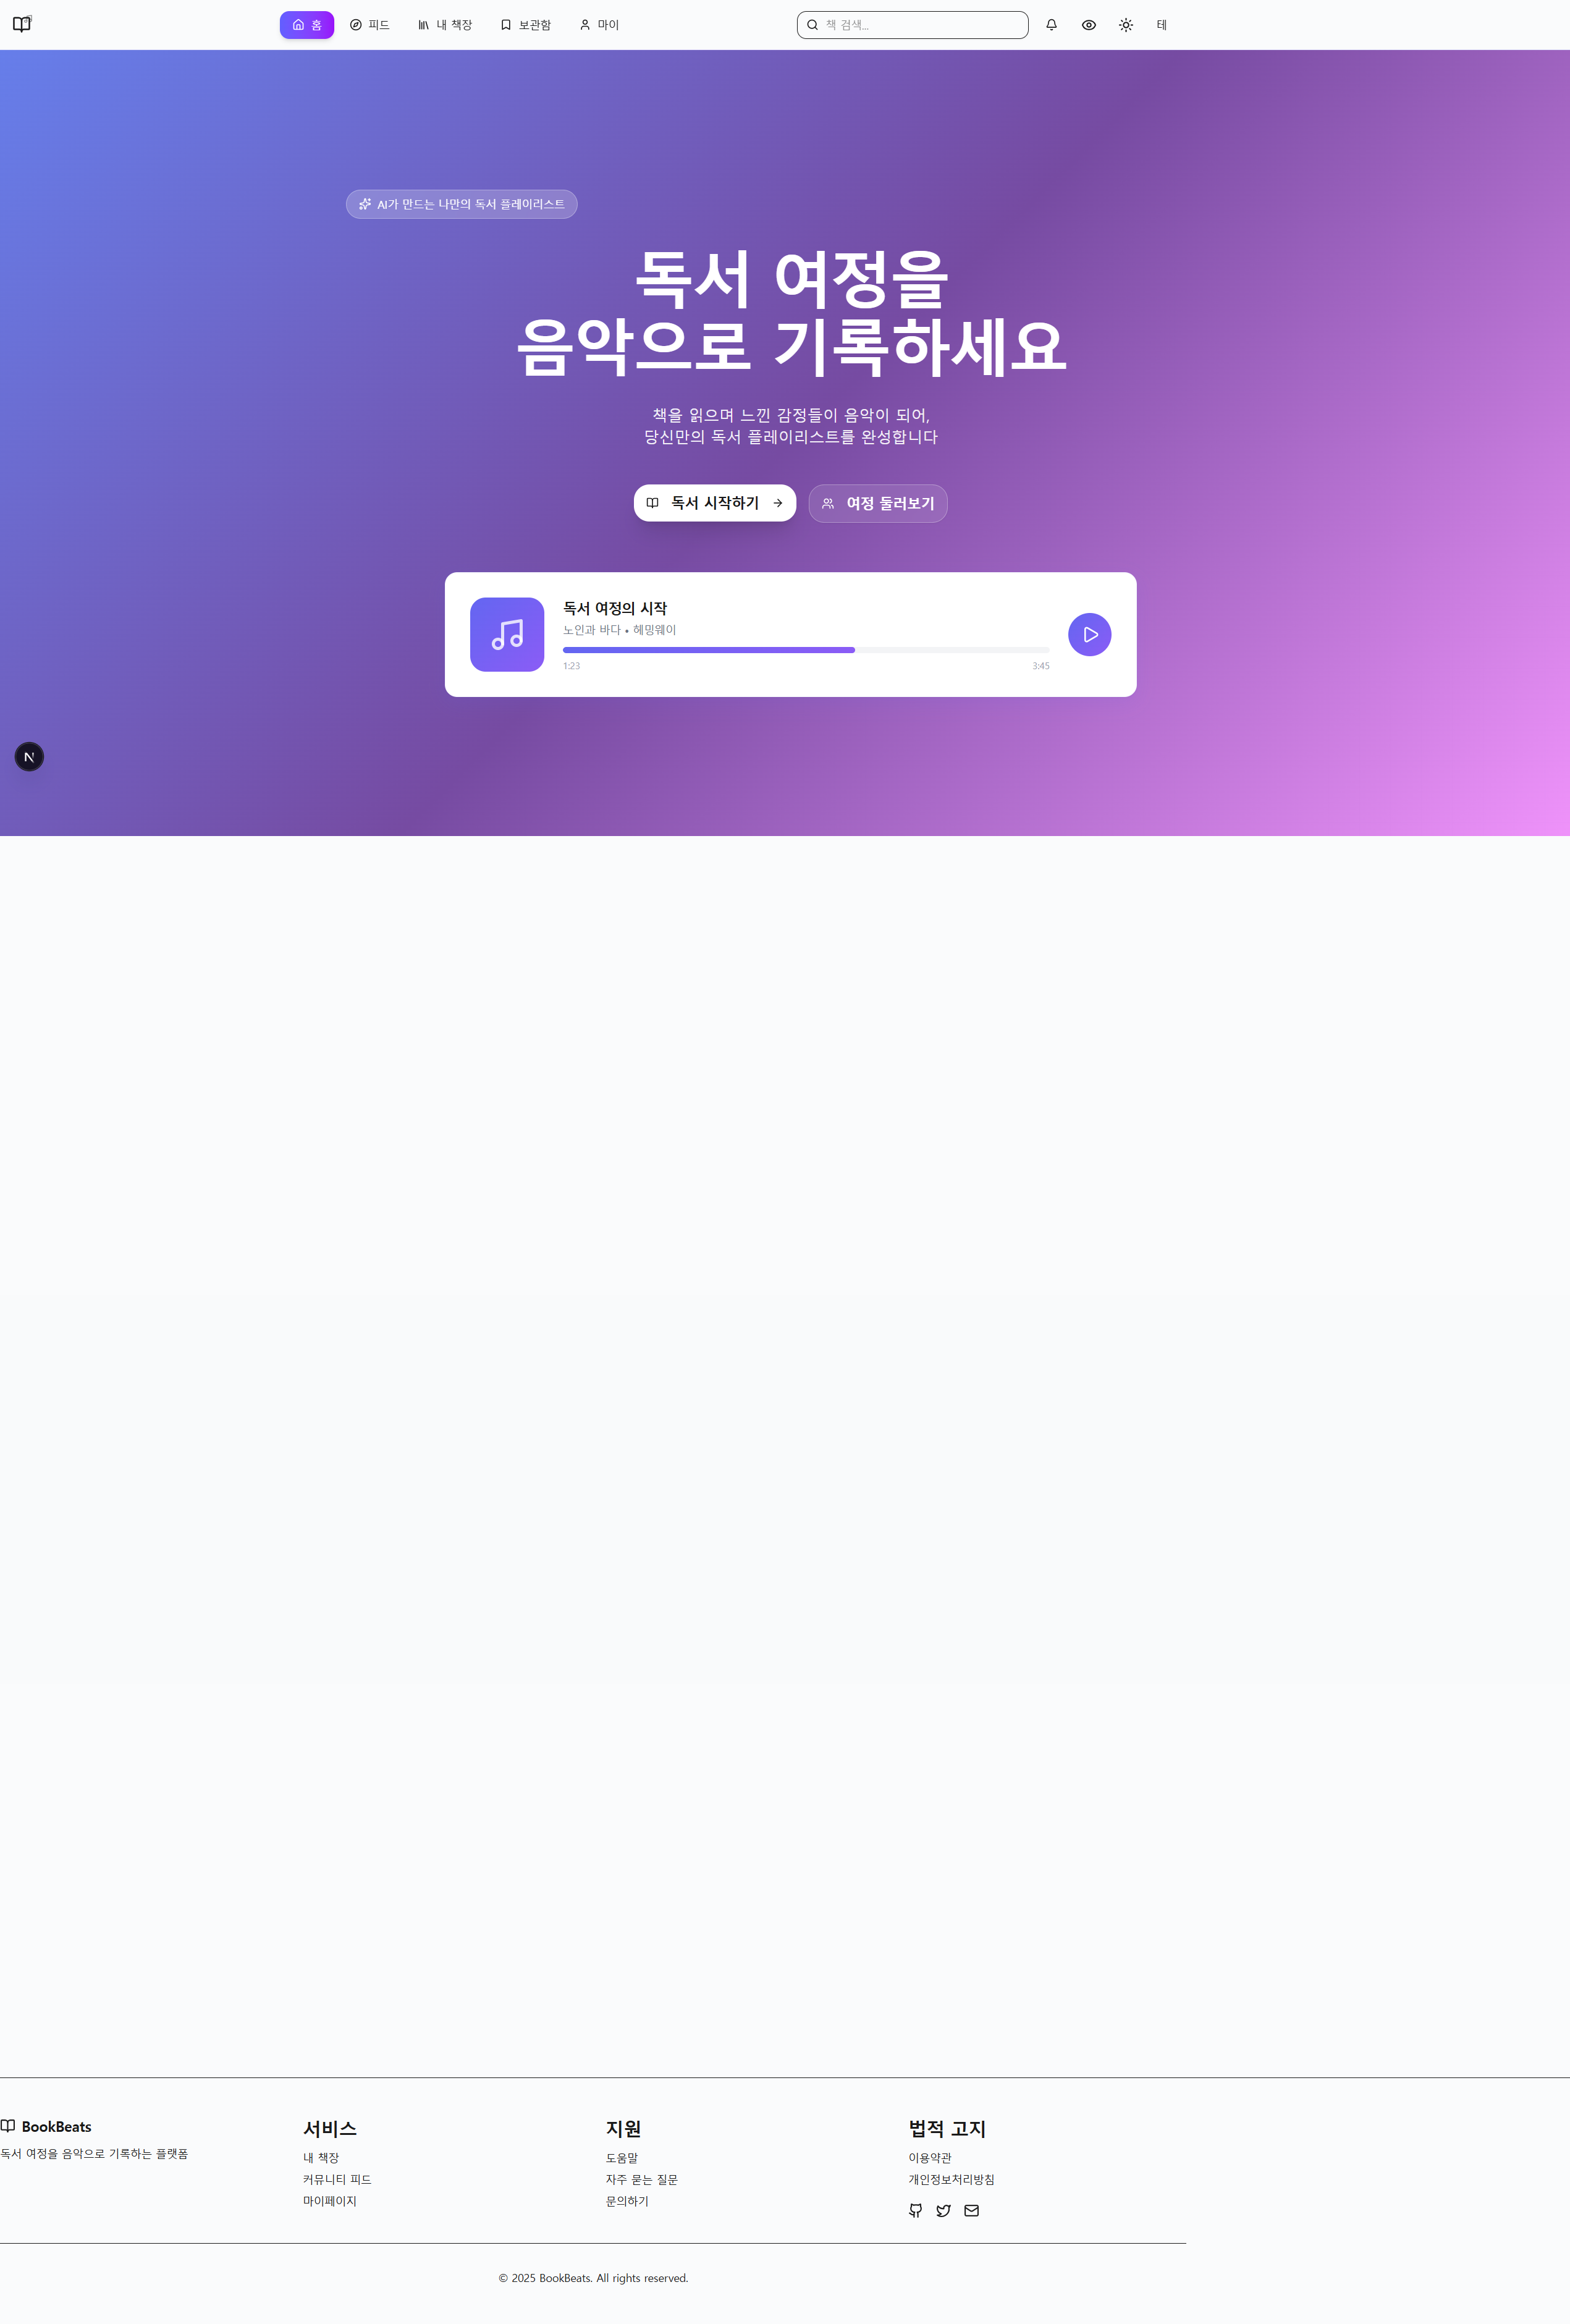 홈
피드
내 책장
보관함
마이
책 검색...
테
AI가 만드는 나만의 독서 플레이리스트
독서 여정을
음악으로 기록하세요
책을 읽으며 느낀 감정들이 음악이 되어,
당신만의 독서 플레이리스트를 완성합니다
독서 시작하기
여정 둘러보기
독서 여정의 시작
노인과 바다 • 헤밍웨이
1:23
3:45
N
BookBeats
독서 여정을 음악으로 기록하는 플랫폼
서비스
내 책장
커뮤니티 피드
마이페이지
지원
도움말
자주 묻는 질문
문의하기
법적 고지
이용약관
개인정보처리방침
© 2025 BookBeats. All rights reserved.